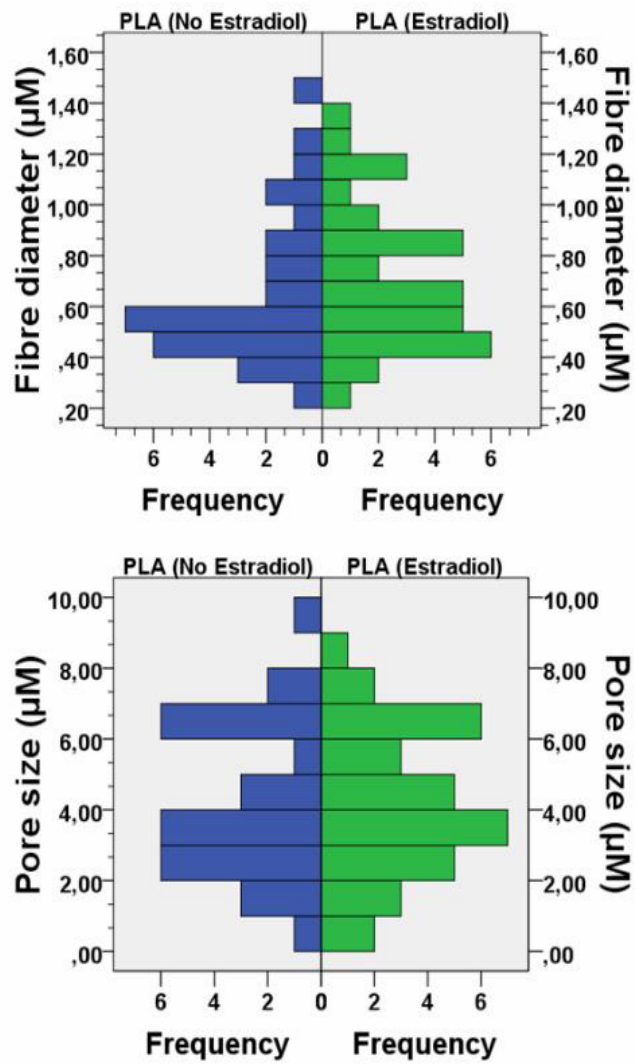 PLA (No Estradiol) PLA (Estradiol)
1,60 1,60
1,40 1,40
1,20 1,20
1,00 1,00
,80 ,80
,60 ,60
,40 ,40
,20 ,20
Fibre diameter (µM)
Fibre diameter (µM)
6 4 2 0 2 4 6
Frequency Frequency
PLA (No Estradiol) PLA (Estradiol)
10,00 10,00
8,00 8,00
6,00 6,00
4,00 4,00
2,00 2,00
,00 ,00
Pore size (µM)
Pore size (µM)
6 4 2 0 2 4 6
Frequency Frequency